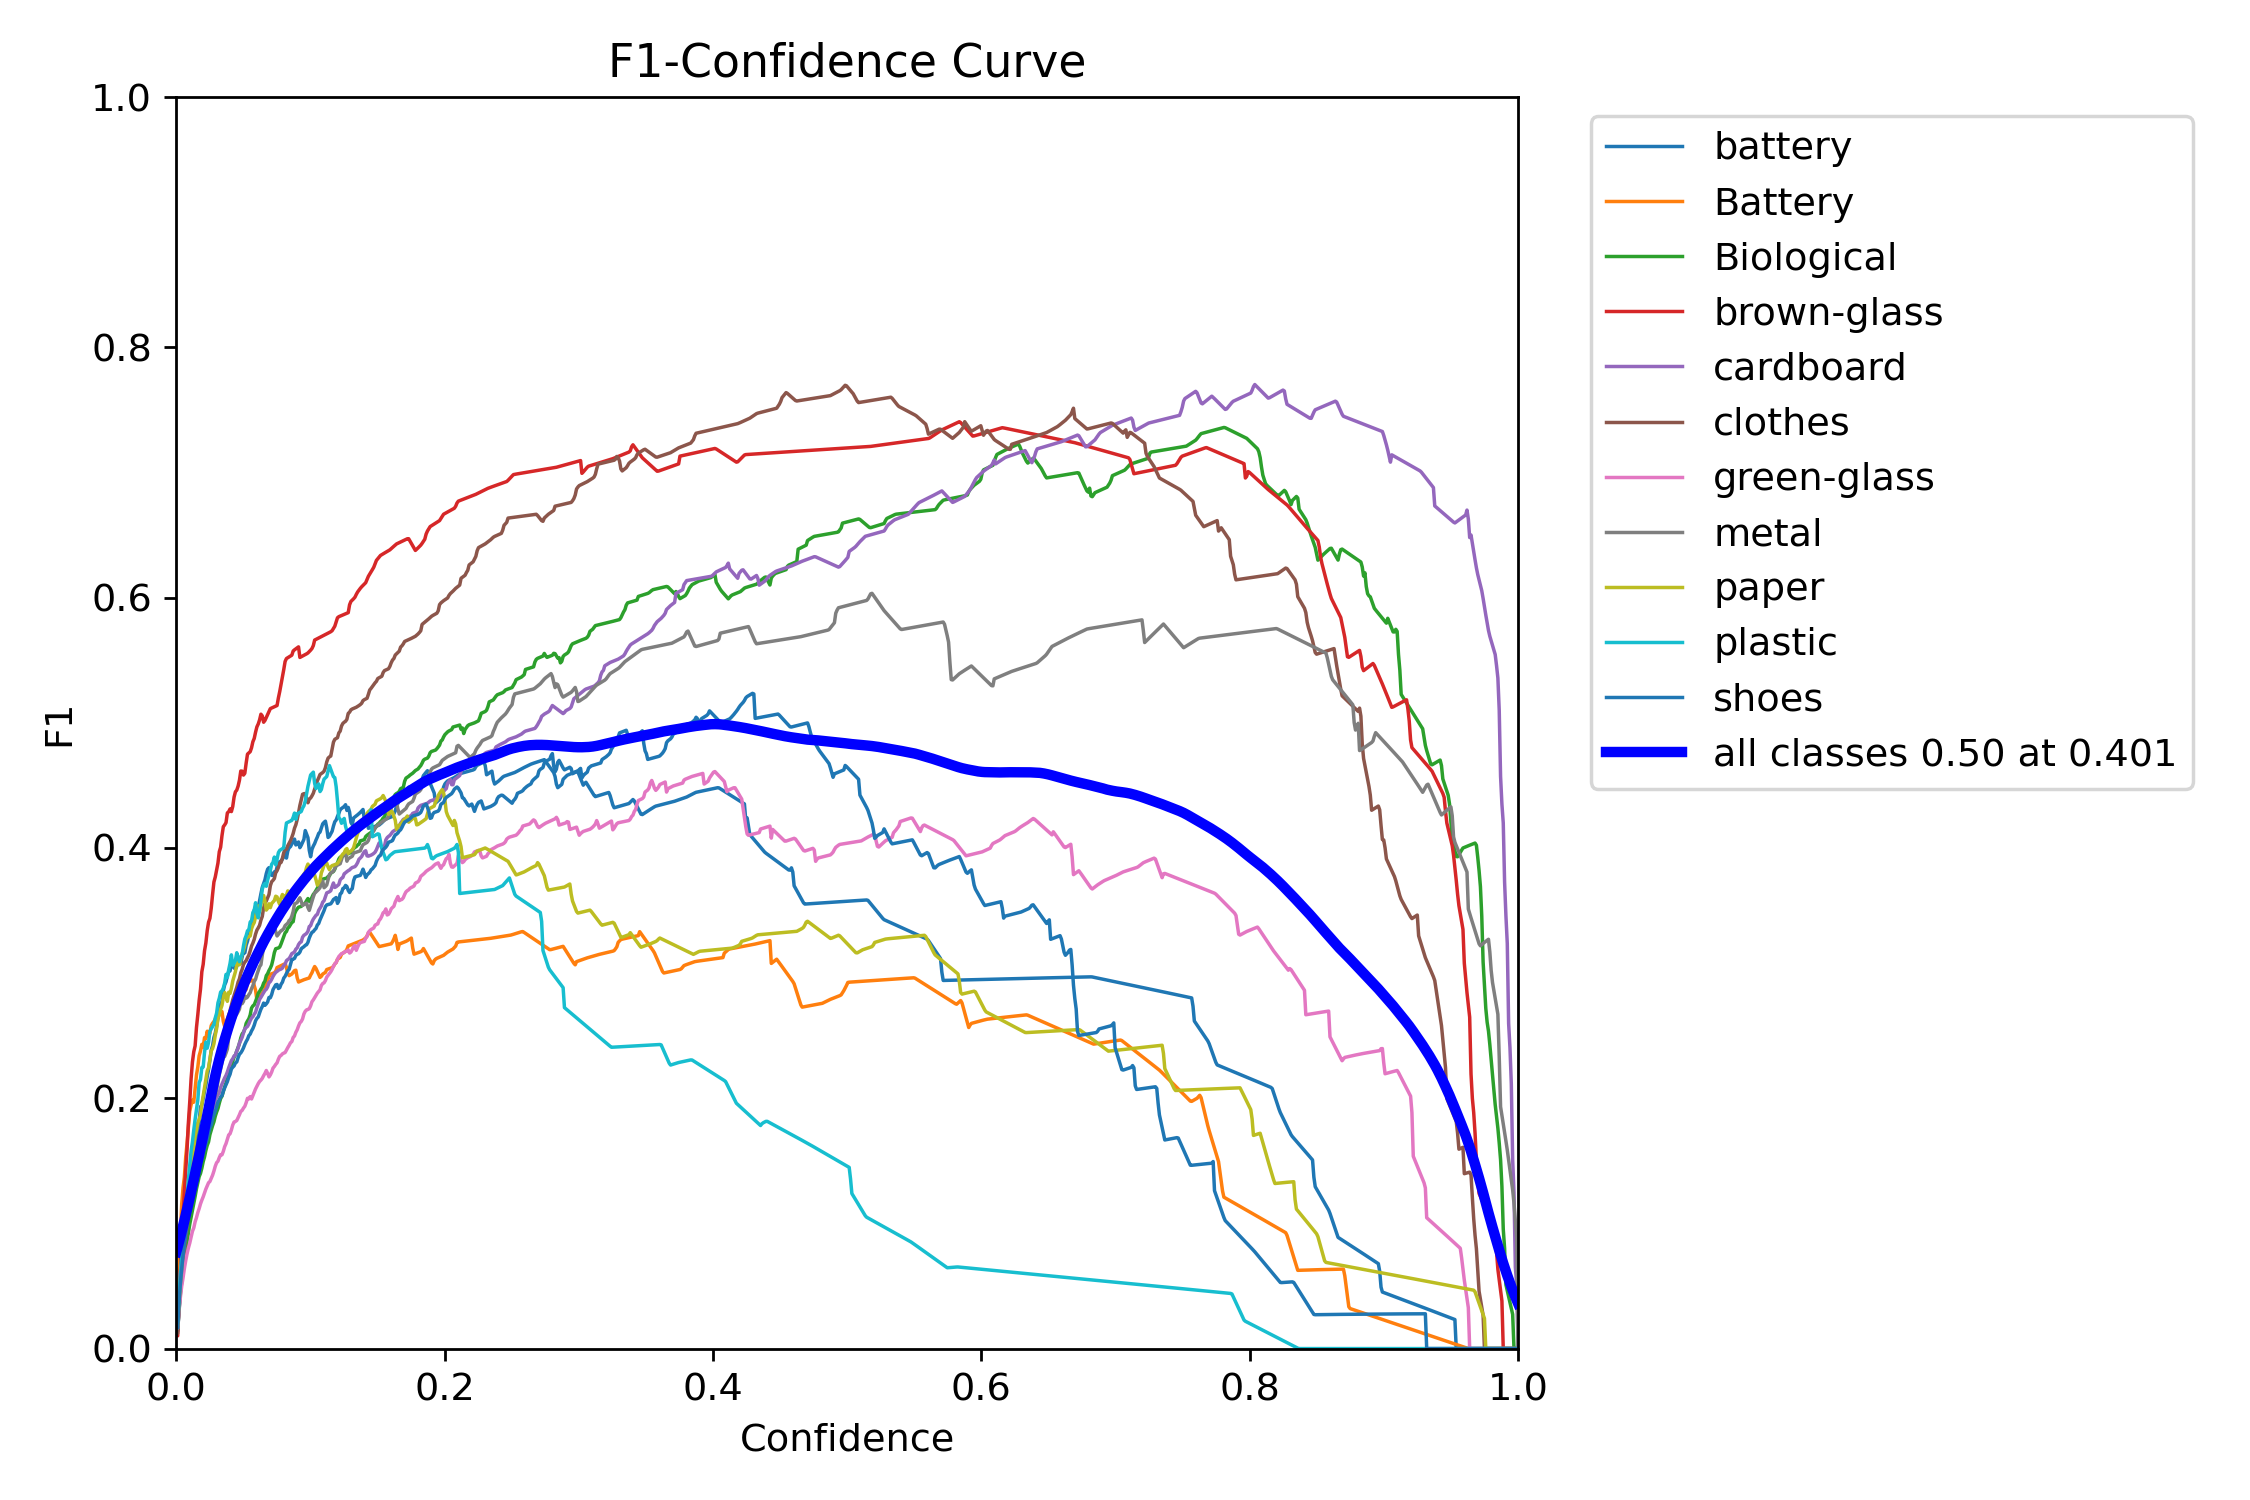 F1-Confidence Curve
1.0
0.8
0.6
0.4
0.2
0.0
F1
0.0 0.2 0.4 0.6 0.8 1.0
Confidence
battery
Battery
Biological
brown-glass
cardboard
clothes
green-glass
metal
paper
plastic
shoes
all classes 0.50 at 0.401